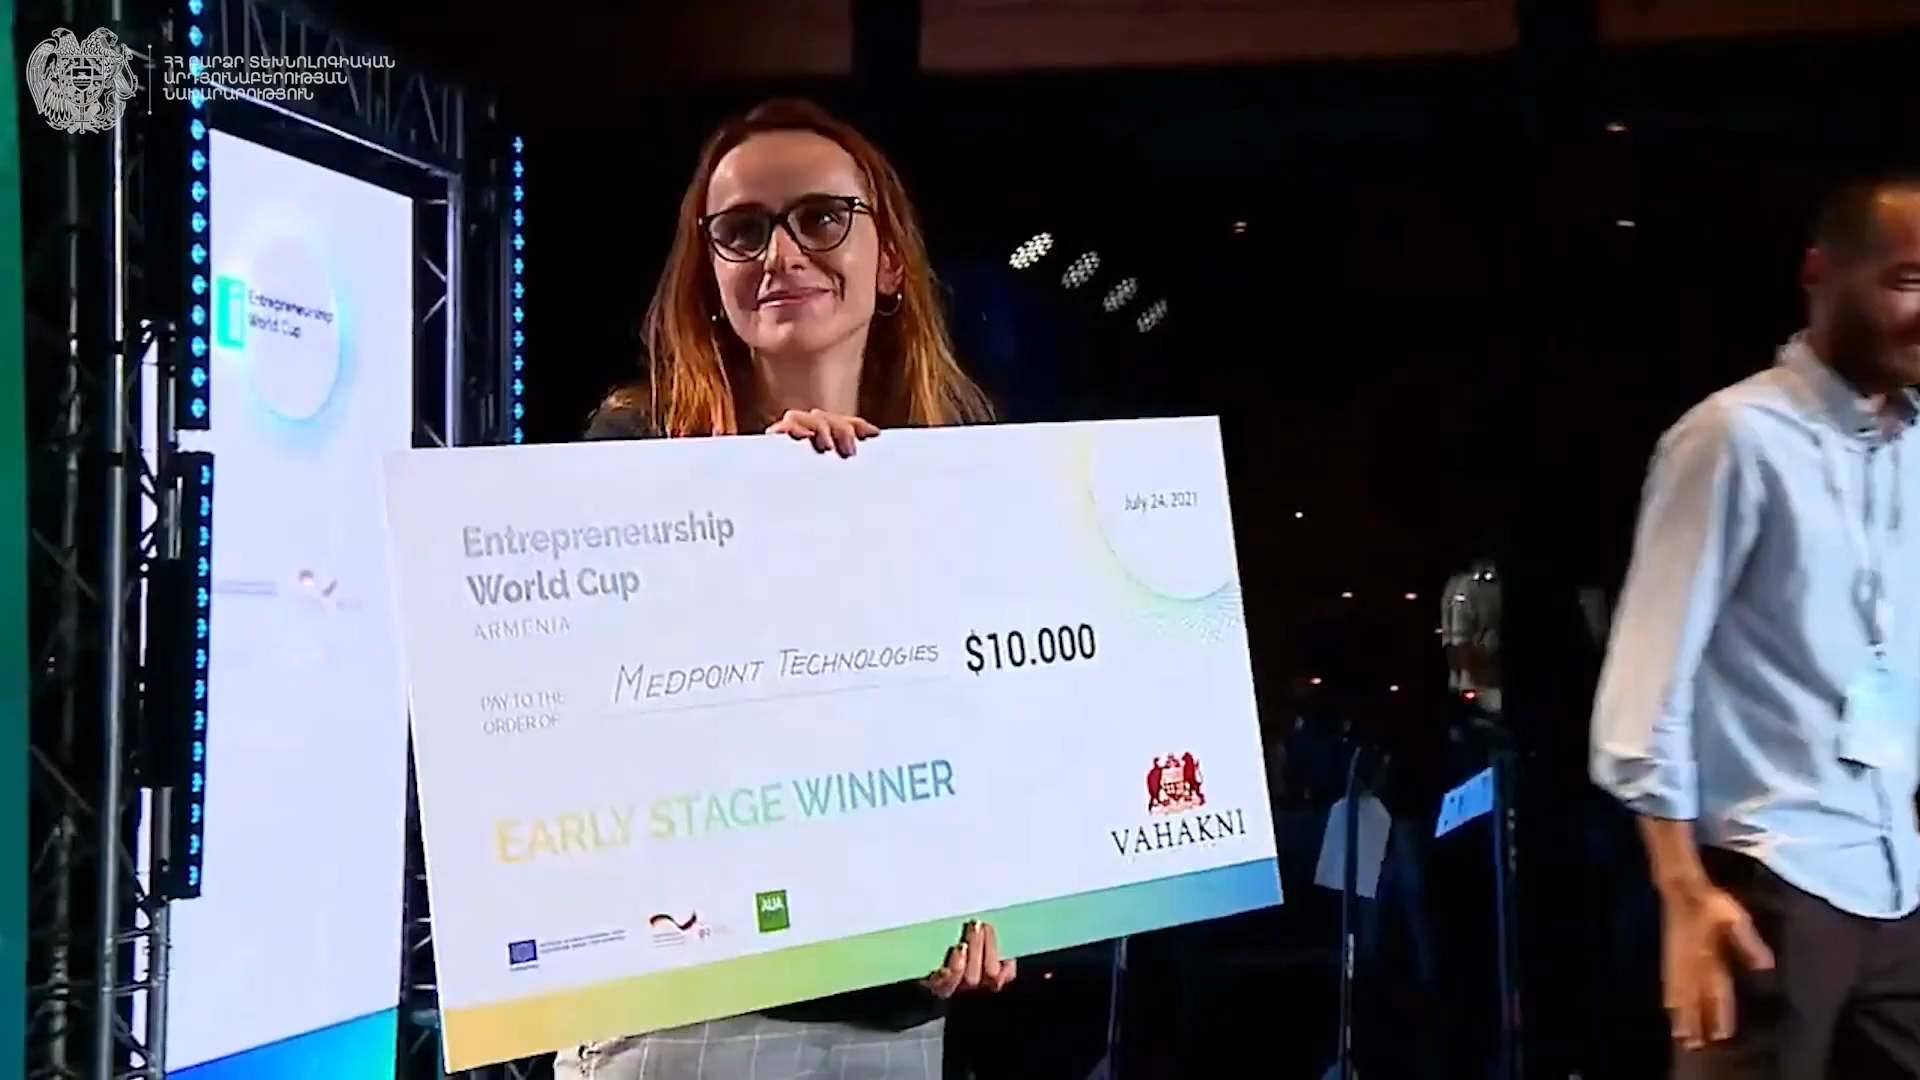 ՀՀ ԲԱՐՁՐ ՏԵԽՆՈԼՈԳԻԱԿԱՆ
ԱՐԴՅՈՒՆԱԲԵՐՈՒԹՅԱՆ
ՆԱԽԱՐԱՐՈՒԹՅՈՒՆ
Entrepreneurship
World Cup
Entrepreneurship
World Cup
ARMENIA
July 24, 2021
PAY TO THE
ORDER OF
MEDPOINT TECHNOLOGIES
$10.000
EARLY STAGE WINNER
VAHAKNI
AUA